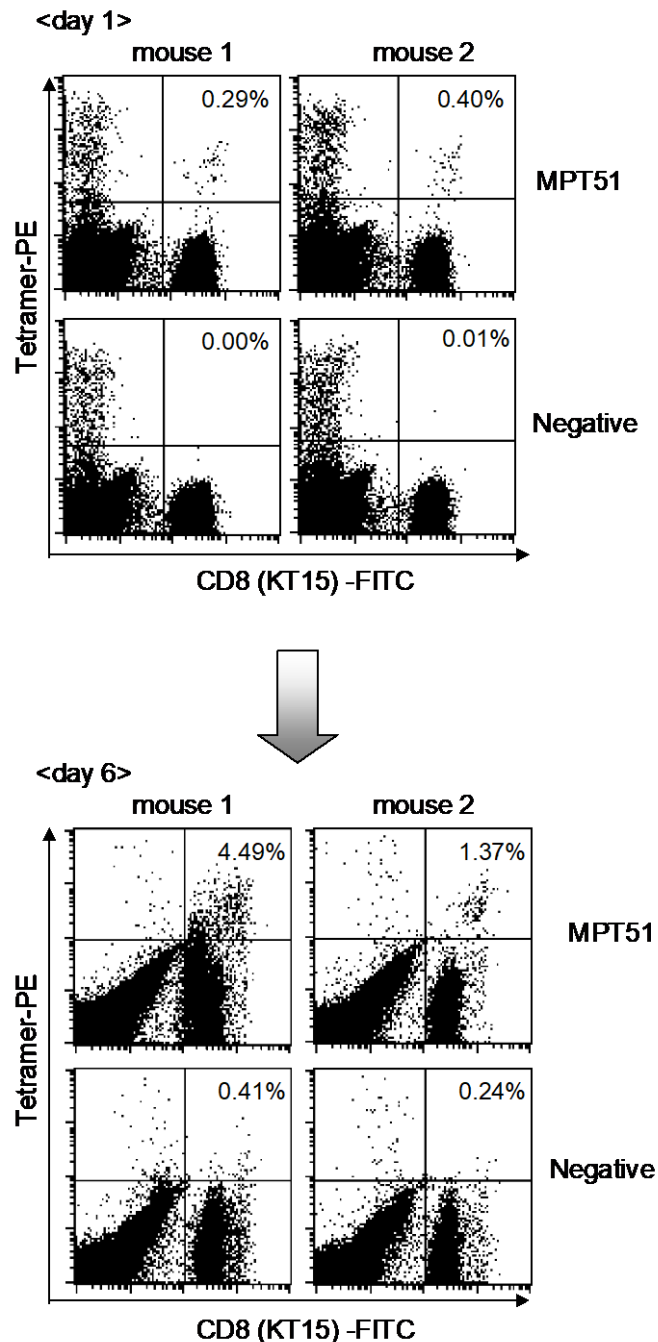 <day 1>
mouse 1 mouse 2
0.29% 0.40%
MPT51
0.00% 0.01%
Negative
Tetramer-PE
CD8 (KT15) -FITC
<day 6>
mouse 1 mouse 2
4.49% 1.37%
MPT51
0.41% 0.24%
Negative
Tetramer-PE
CD8 (KT15) -FITC